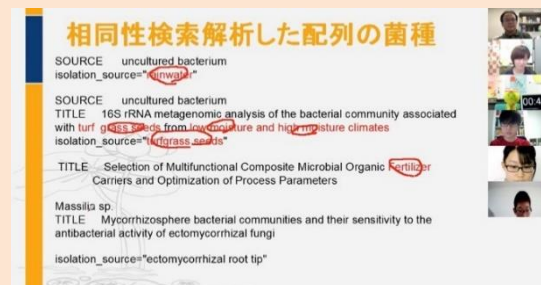 相同性検索解析した配列の菌種
SOURCE uncultured bacterium
isolation_source="rainwater"
SOURCE uncultured bacterium
TITLE 16S rRNA metagenomic analysis of the bacterial community associated
with turf grass seeds from low moisture and high moisture climates
isolation_source="turfgrass seeds"
TITLE Selection of Multifunctional Composite Microbial Organic Fertilizer
Carriers and Optimization of Process Parameters
Massilia sp.
TITLE Mycorrhizosphere bacterial communities and their sensitivity to the
antibacterial activity of ectomycorrhizal fungi
isolation_source="ectomycorrhizal root tip"